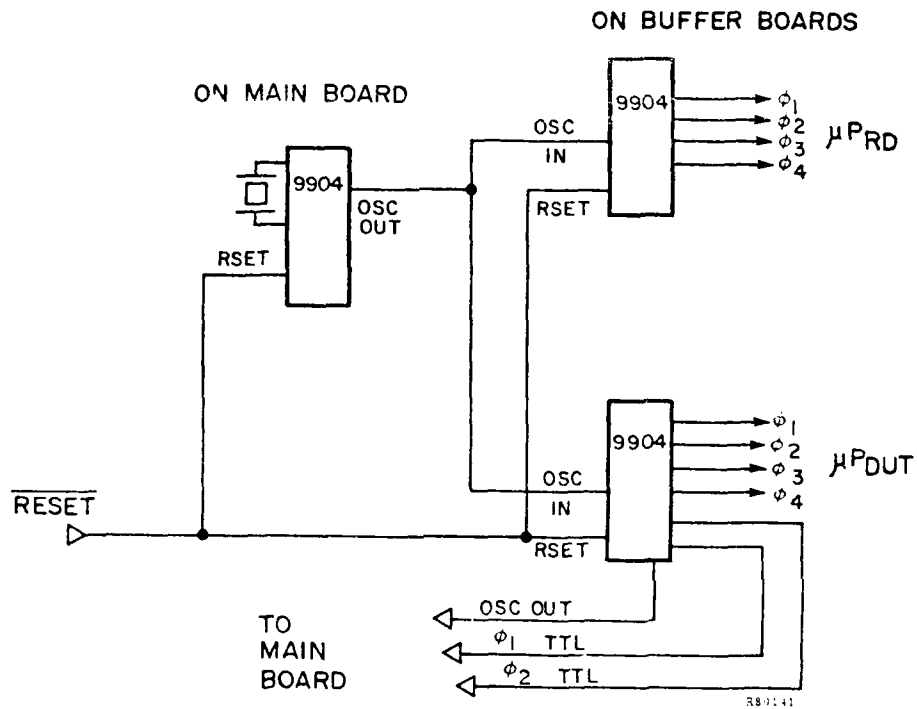 ON BUFFER BOARDS
ON MAIN BOARD
9904
OSC OUT
RSET
OSC IN
RSET
9904
ϕ1
ϕ2
ϕ3
ϕ4
μPRD
OSC IN
RSET
9904
ϕ1
ϕ2
ϕ3
ϕ4
μPDUT
RESET
OSC OUT
ϕ1 TTL
ϕ2 TTL
TO
MAIN
BOARD